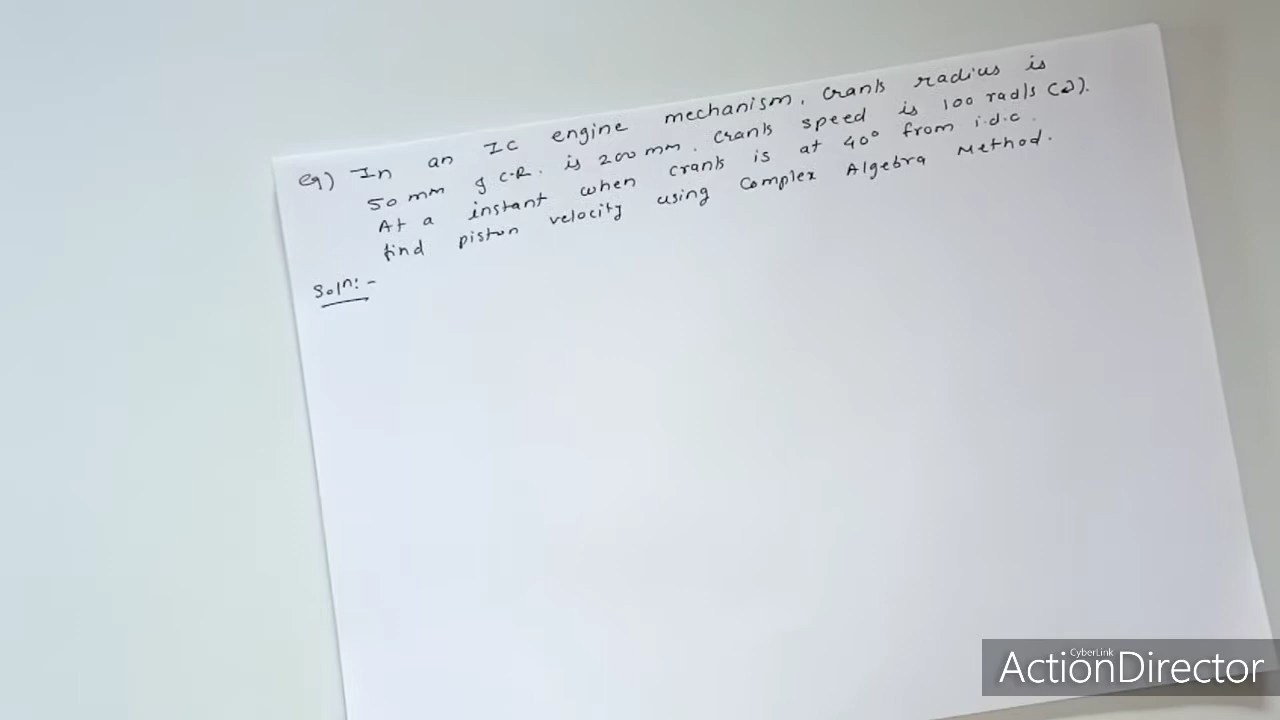 eg) In an IC engine mechanism, crank radius is
50 mm & C.R. is 200 mm. crank speed is 100 rad/s (2).
At a instant when crank is at 40° from i.d.c.
find piston velocity using Complex Algebra Method.
Soln:-
CyberLink
ActionDirector